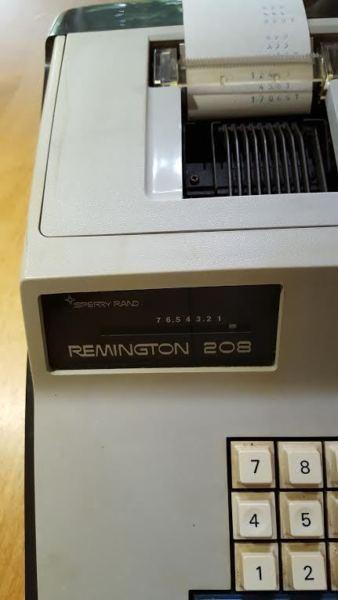 SPERRY RAND
7 6.5 4 3.2 1
REMINGTON 208
7 8
4 5
1 2